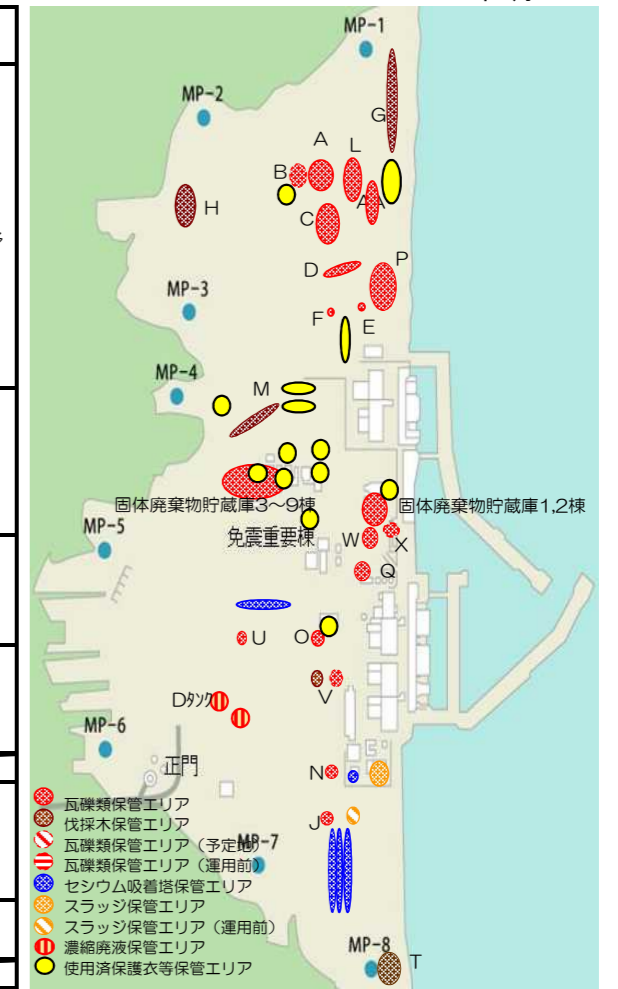 MP-1
G
MP-2
A
L
B
AA
H
C
P
D
MP-3
F
E
MP-4
M
固体廃棄物貯蔵庫3～9棟
固体廃棄物貯蔵庫1,2棟
MP-5
免震重要棟
W
X
Q
U
O
V
Dタンク
MP-6
正門
N
J
瓦礫類保管エリア
伐採木保管エリア
瓦礫類保管エリア（予定地）
MP-7
瓦礫類保管エリア（運用前）
セシウム吸着塔保管エリア
スラッジ保管エリア
スラッジ保管エリア（運用前）
濃縮廃液保管エリア
使用済保護衣等保管エリア
MP-8
T